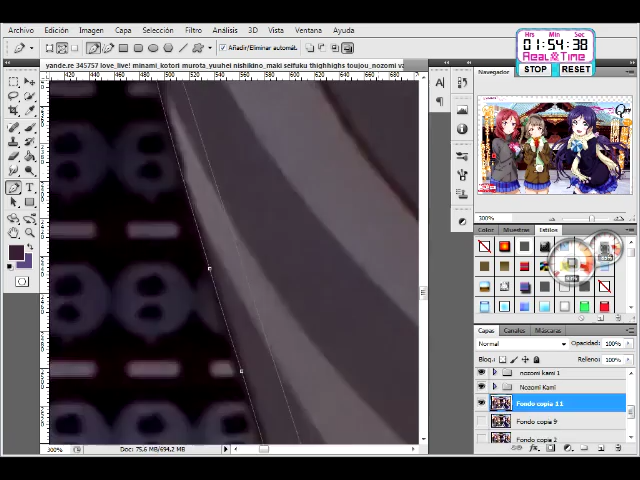 Archivo Edición Imagen Capa Selección Filtro Análisis 3D Vista Ventana Ayuda
Hrs Min Sec
01:54:38
Real Time
STOP RESET
Añadir/Eliminar automát.
yande.re 345757 love_live! minami_kotori murota_yuuhei nishikino_maki seifuku thighhighs toujou_nozomi va
Navegador
300%
Color Muestras Estilos
Capas Canales Máscaras
Normal Opacidad: 100%
Bloq.: Relleno: 100%
nozomi kami 1
Nozomi Kami
Fondo copia 11
Fondo copia 9
Fondo copia 2
300% Doc: 75.6 MB/694.2 MB